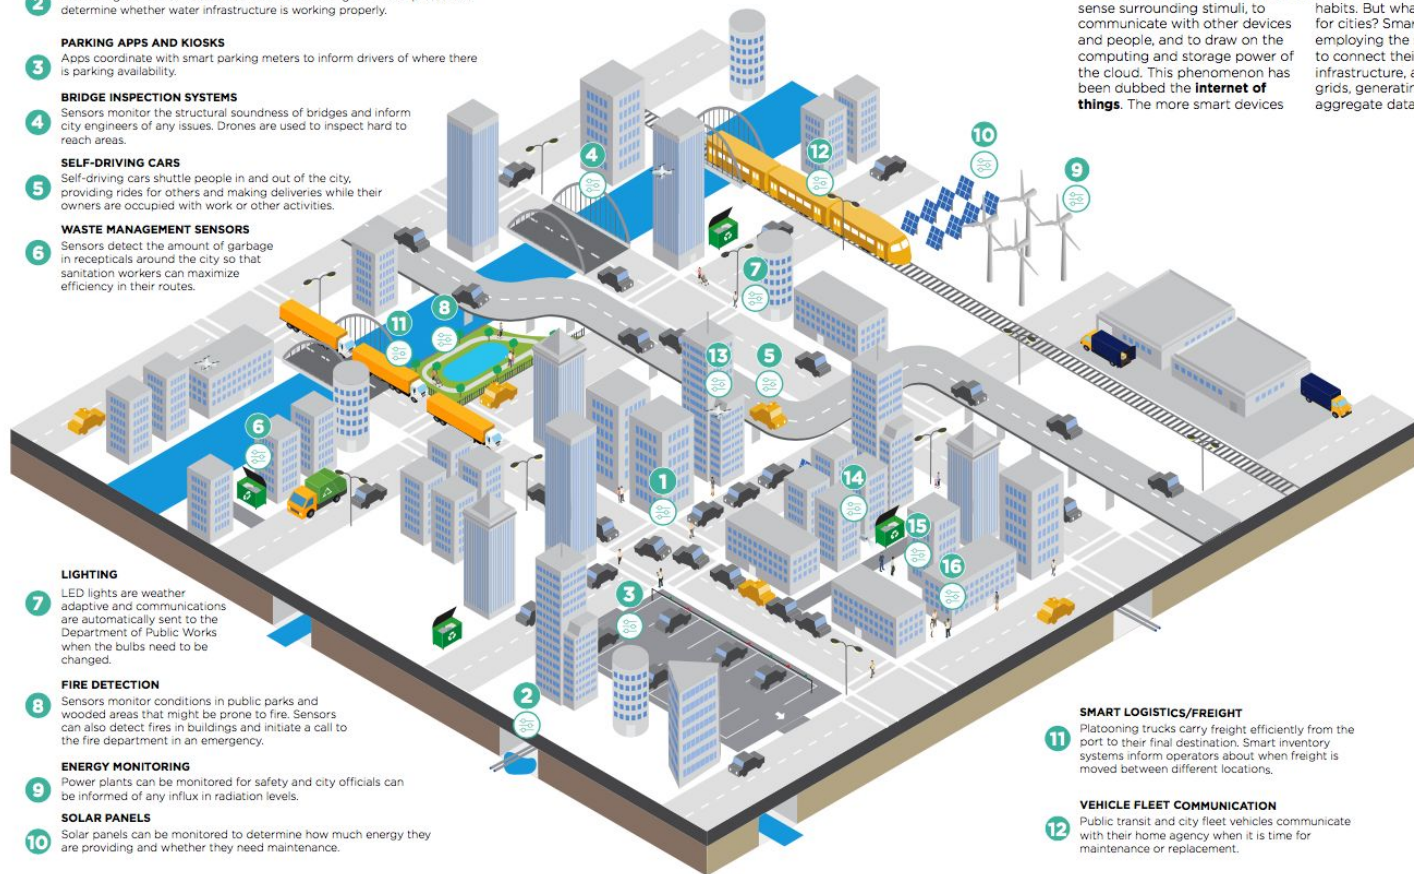 2
determine whether water infrastructure is working properly.
PARKING APPS AND KIOSKS
3
Apps coordinate with smart parking meters to inform drivers of where there
is parking availability.
BRIDGE INSPECTION SYSTEMS
4
Sensors monitor the structural soundness of bridges and inform
city engineers of any issues. Drones are used to inspect hard to
reach areas.
SELF-DRIVING CARS
5
Self-driving cars shuttle people in and out of the city,
providing rides for others and making deliveries while their
owners are occupied with work or other activities.
WASTE MANAGEMENT SENSORS
6
Sensors detect the amount of garbage
in recepticals around the city so that
sanitation workers can maximize
efficiency in their routes.
sense surrounding stimuli, to
communicate with other devices
and people, and to draw on the
computing and storage power of
the cloud. This phenomenon has
been dubbed the internet of
things. The more smart devices
habits. But wha
for cities? Smar
employing the
to connect thei
infrastructure, a
grids, generatin
aggregate data
4
12
10
9
7
11
8
13
5
6
1
14
15
16
3
2
LIGHTING
7
LED lights are weather
adaptive and communications
are automatically sent to the
Department of Public Works
when the bulbs need to be
changed.
FIRE DETECTION
8
Sensors monitor conditions in public parks and
wooded areas that might be prone to fire. Sensors
can also detect fires in buildings and initiate a call to
the fire department in an emergency.
ENERGY MONITORING
9
Power plants can be monitored for safety and city officials can
be informed of any influx in radiation levels.
SOLAR PANELS
10
Solar panels can be monitored to determine how much energy they
are providing and whether they need maintenance.
SMART LOGISTICS/FREIGHT
11
Platooning trucks carry freight efficiently from the
port to their final destination. Smart inventory
systems inform operators about when freight is
moved between different locations.
VEHICLE FLEET COMMUNICATION
12
Public transit and city fleet vehicles communicate
with their home agency when it is time for
maintenance or replacement.